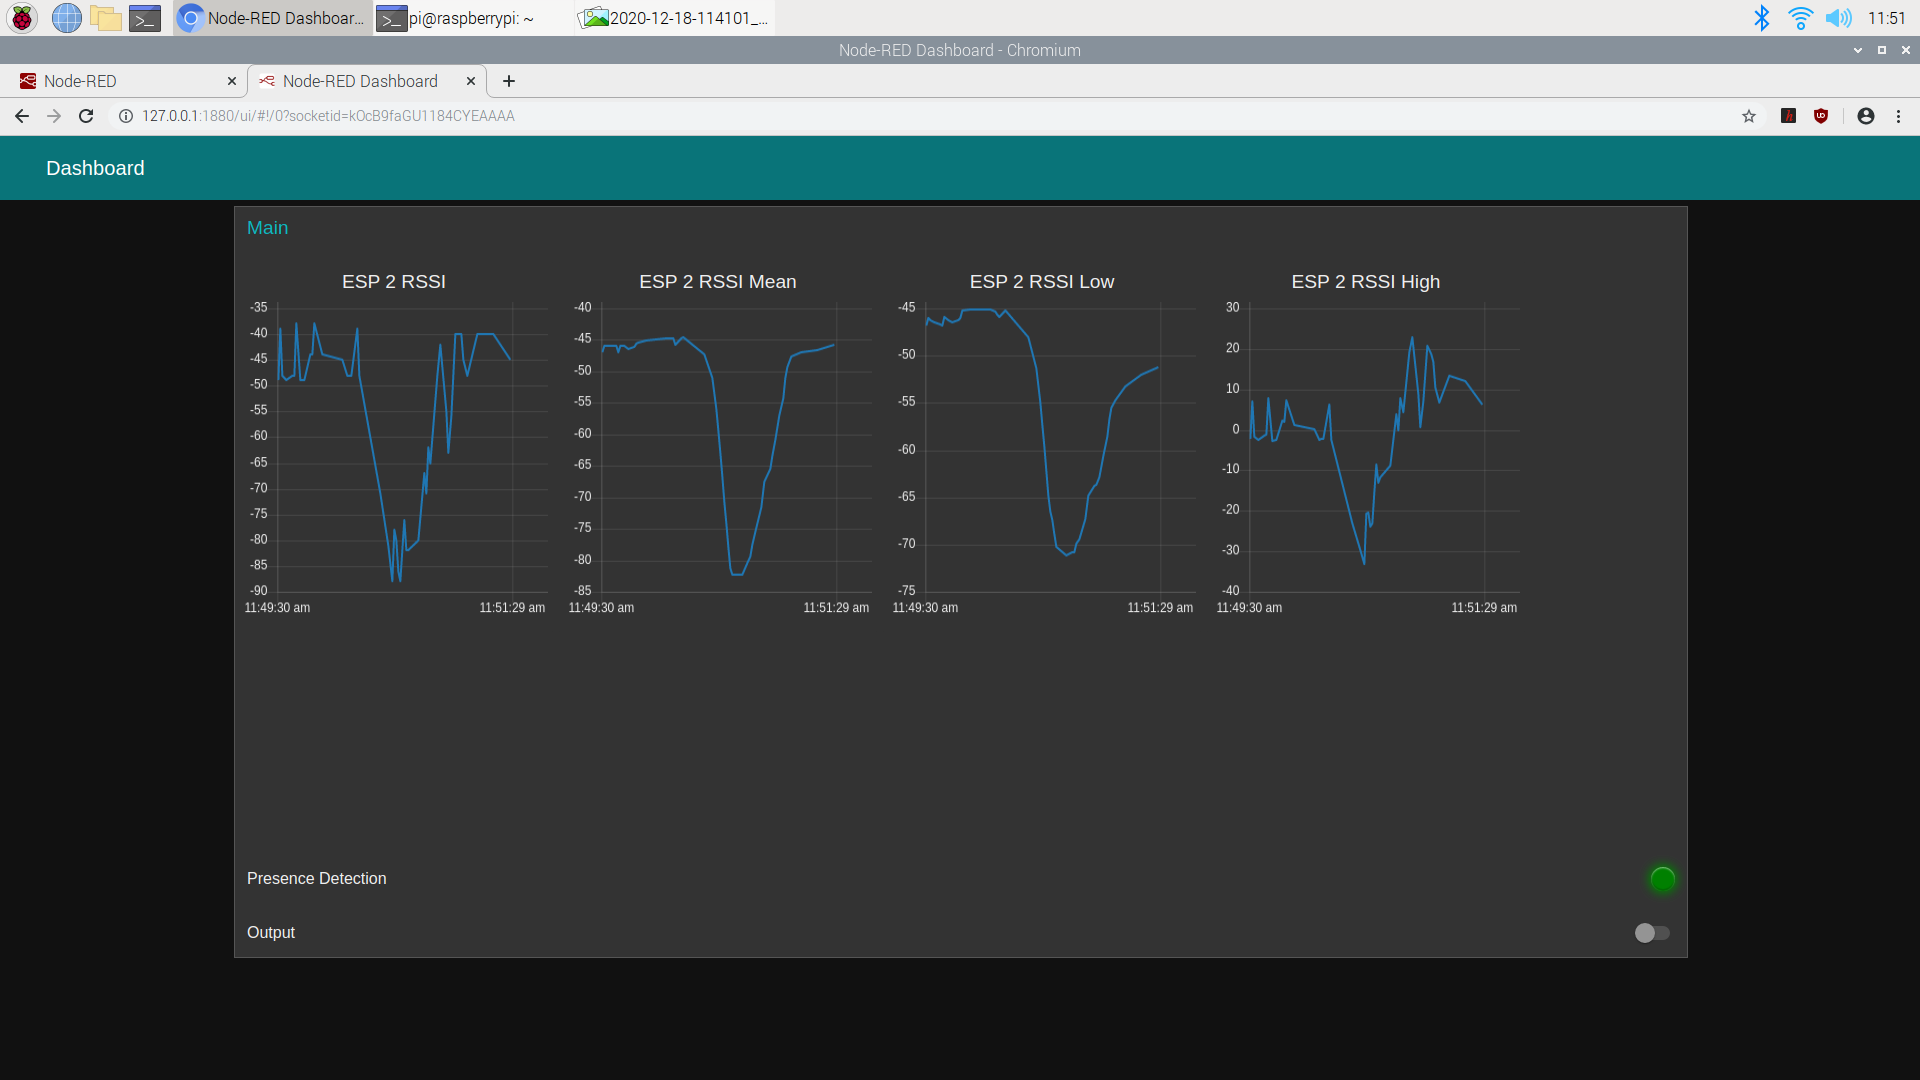 Node-RED Dashboar...
pi@raspberrypi: ~
2020-12-18-114101_...
11:51
Node-RED Dashboard - Chromium
Node-RED
Node-RED Dashboard
127.0.0.1:1880/ui/#!/0?socketid=kOcB9faGU1184CYEAAAA
Dashboard
Main
ESP 2 RSSI
-35
-40
-45
-50
-55
-60
-65
-70
-75
-80
-85
-90
11:49:30 am
11:51:29 am
ESP 2 RSSI Mean
-40
-45
-50
-55
-60
-65
-70
-75
-80
-85
11:49:30 am
11:51:29 am
ESP 2 RSSI Low
-45
-50
-55
-60
-65
-70
-75
11:49:30 am
11:51:29 am
ESP 2 RSSI High
30
20
10
0
-10
-20
-30
-40
11:49:30 am
11:51:29 am
Presence Detection
Output